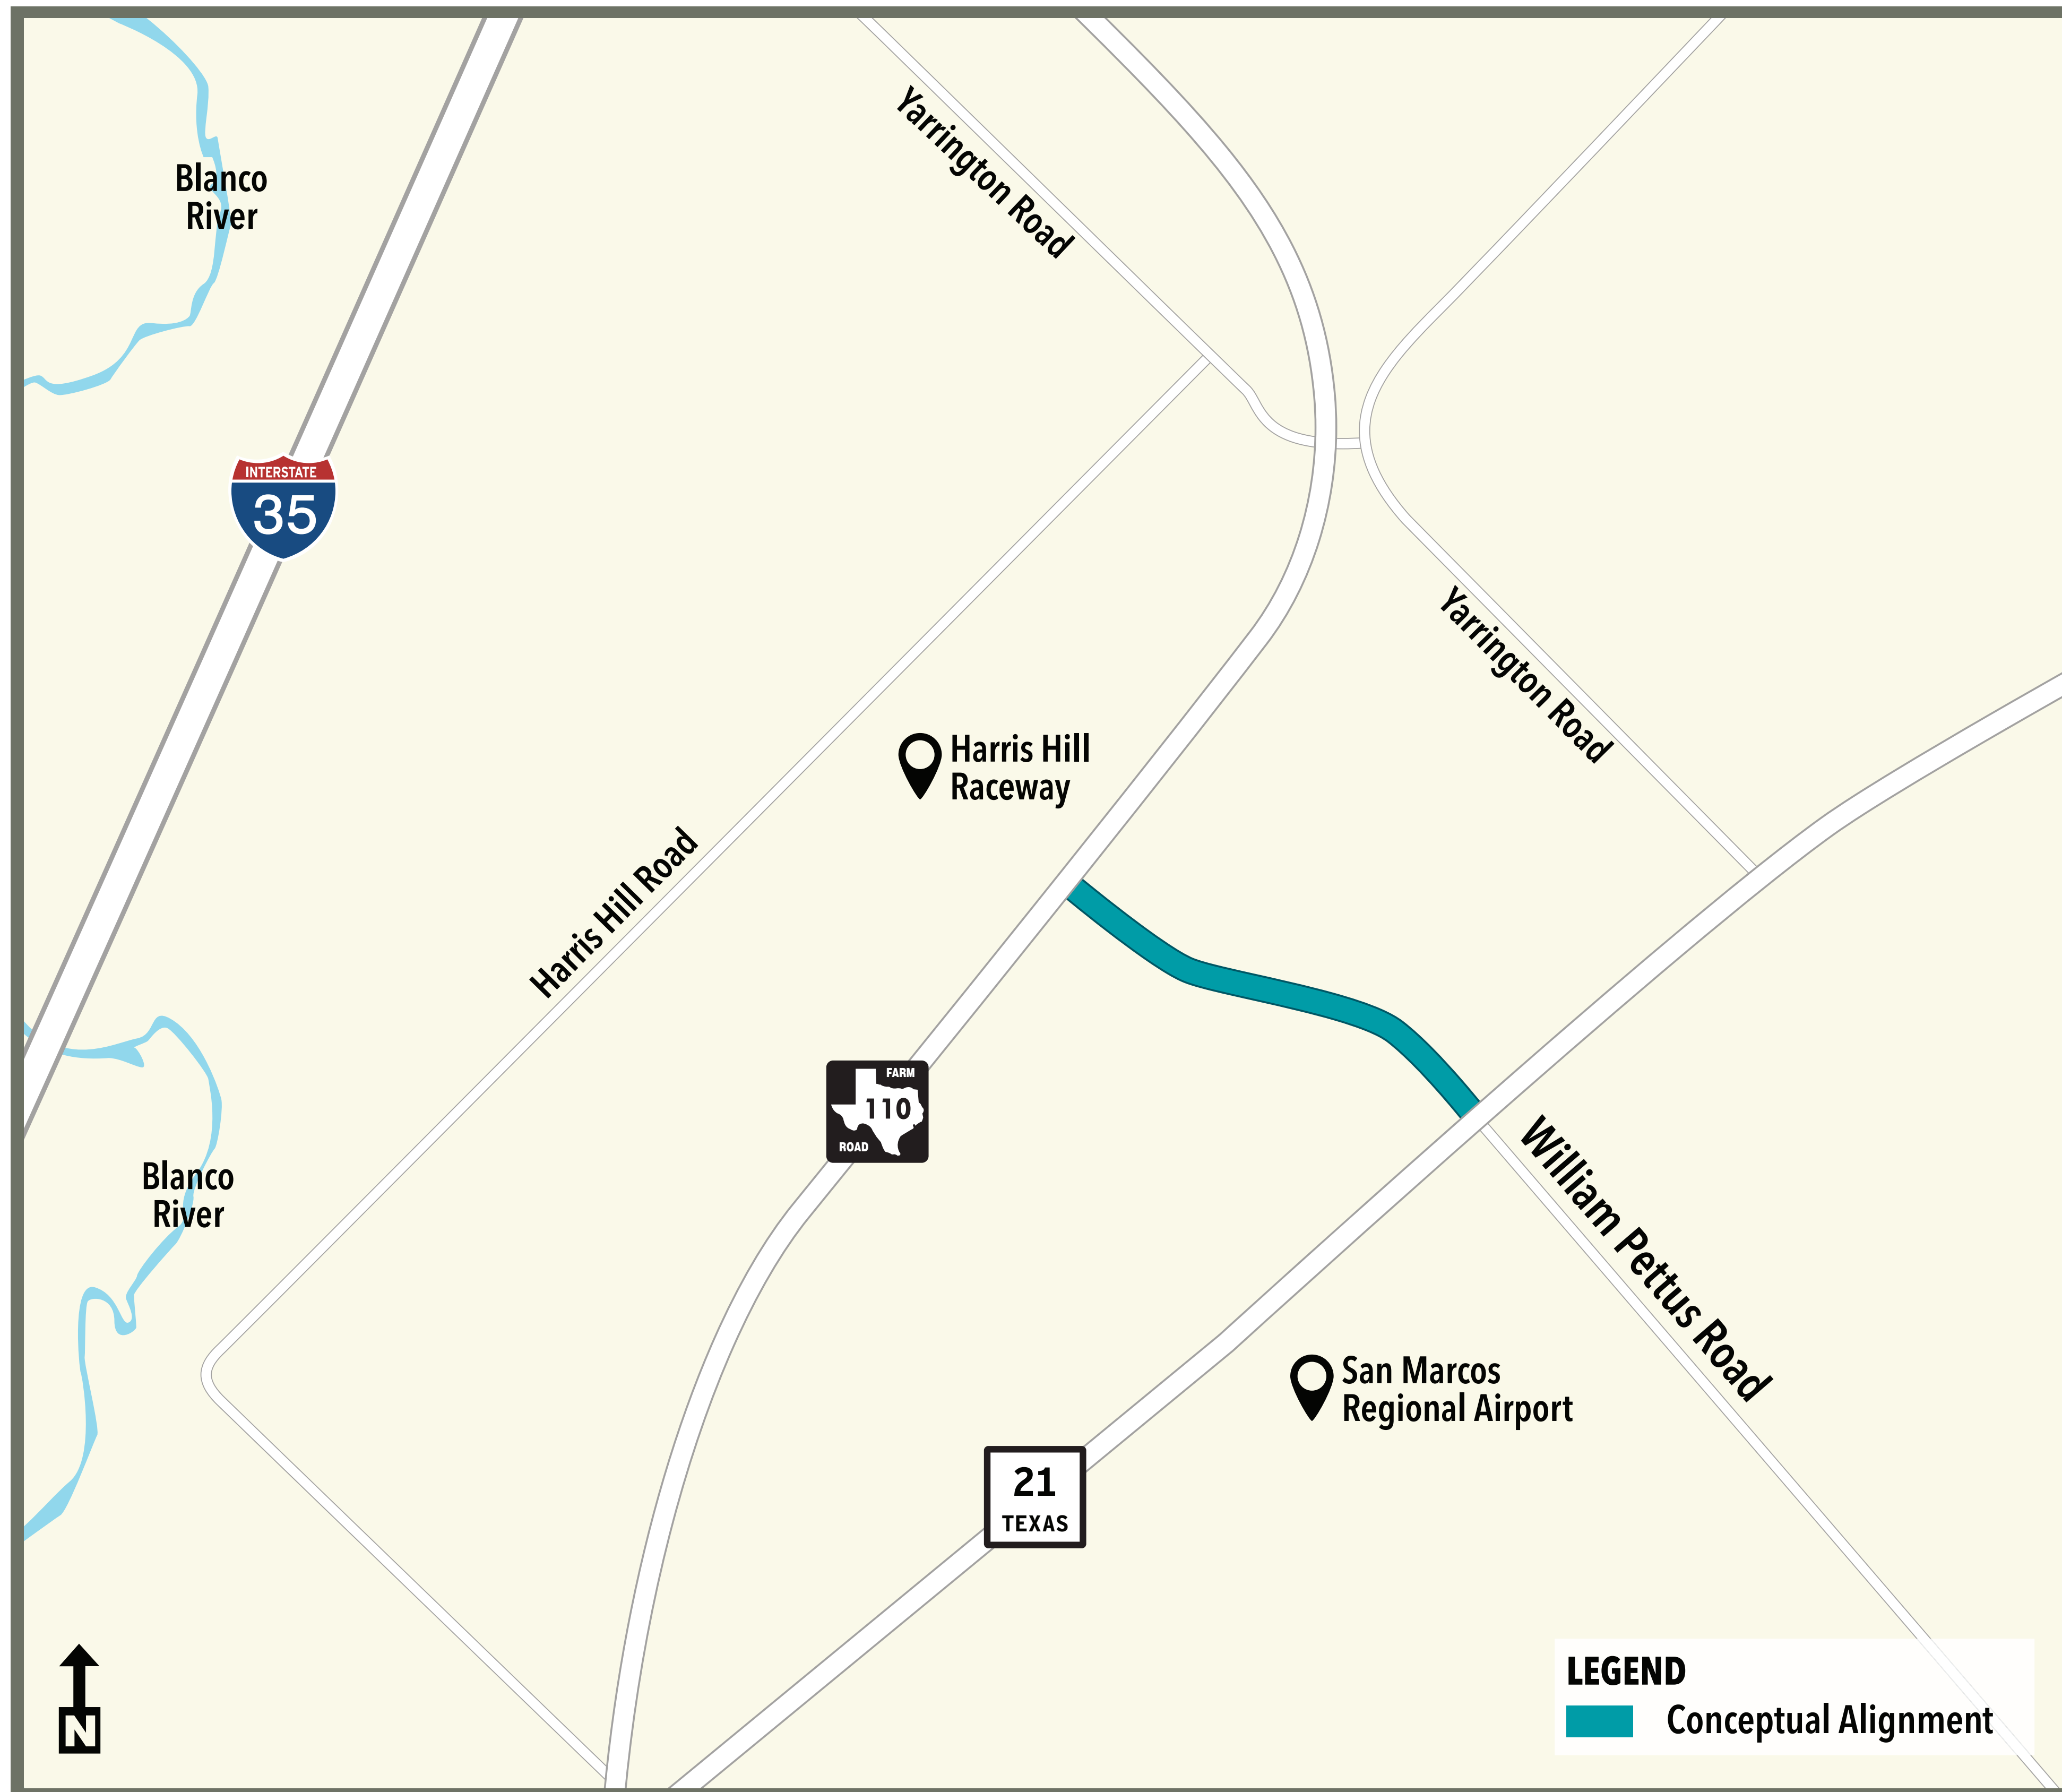 Yarrington Road
Blanco
River
INTERSTATE
35
Yarrington Road
Harris Hill
Raceway
Harris Hill Road
FARM
110
ROAD
William Pettus Road
Blanco
River
San Marcos
Regional Airport
21
TEXAS
LEGEND
Conceptual Alignment
N